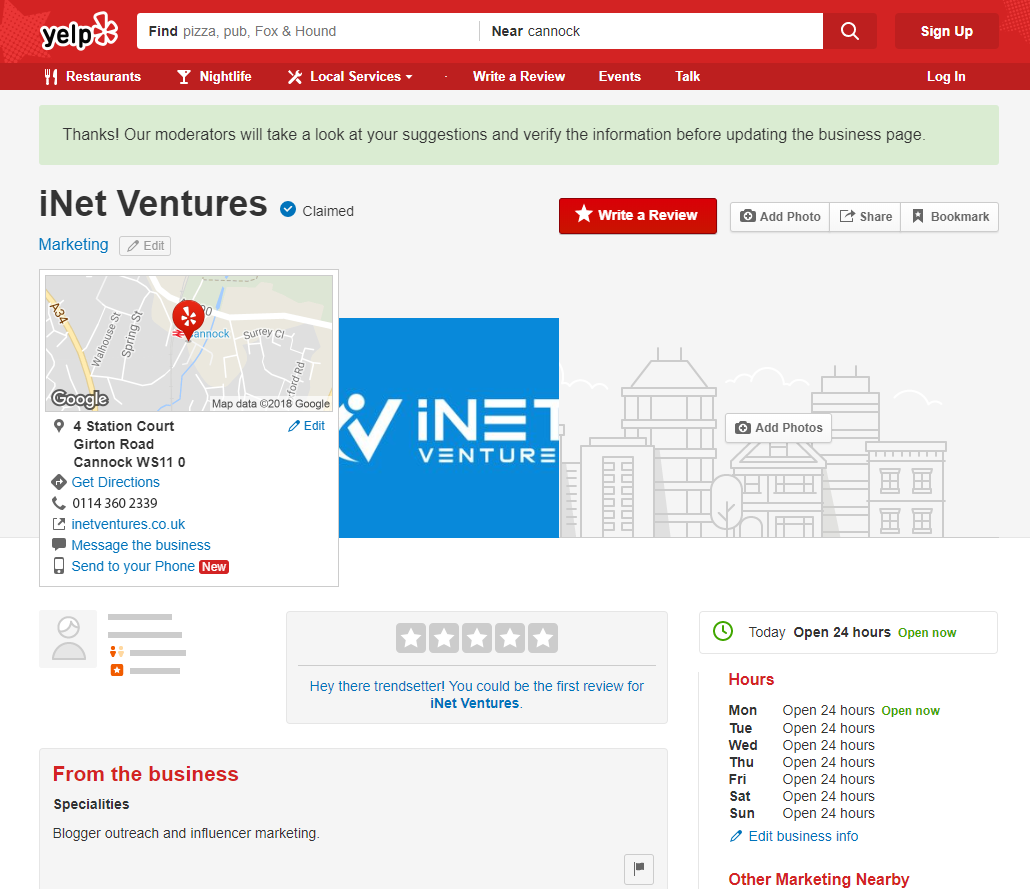 yelp
Find pizza, pub, Fox & Hound
Near cannock
Sign Up
Restaurants
Nightlife
Local Services
Write a Review
Events
Talk
Log In
Thanks! Our moderators will take a look at your suggestions and verify the information before updating the business page.
iNet Ventures
Claimed
Write a Review
Add Photo
Share
Bookmark
Marketing
Edit
A34
Walhouse St
Spring St
annock
Surrey Cl
ford Rd
Google
Map data ©2018 Google
4 Station Court
Edit
Girton Road
Cannock WS11 0
Get Directions
0114 360 2339
inetventures.co.uk
Message the business
Send to your Phone New
iNET
VENTURE
Add Photos
Hey there trendsetter! You could be the first review for
iNet Ventures.
Today Open 24 hours Open now
Hours
Mon Open 24 hours Open now
Tue Open 24 hours
Wed Open 24 hours
Thu Open 24 hours
Fri Open 24 hours
Sat Open 24 hours
Sun Open 24 hours
Edit business info
Other Marketing Nearby
From the business
Specialities
Blogger outreach and influencer marketing.